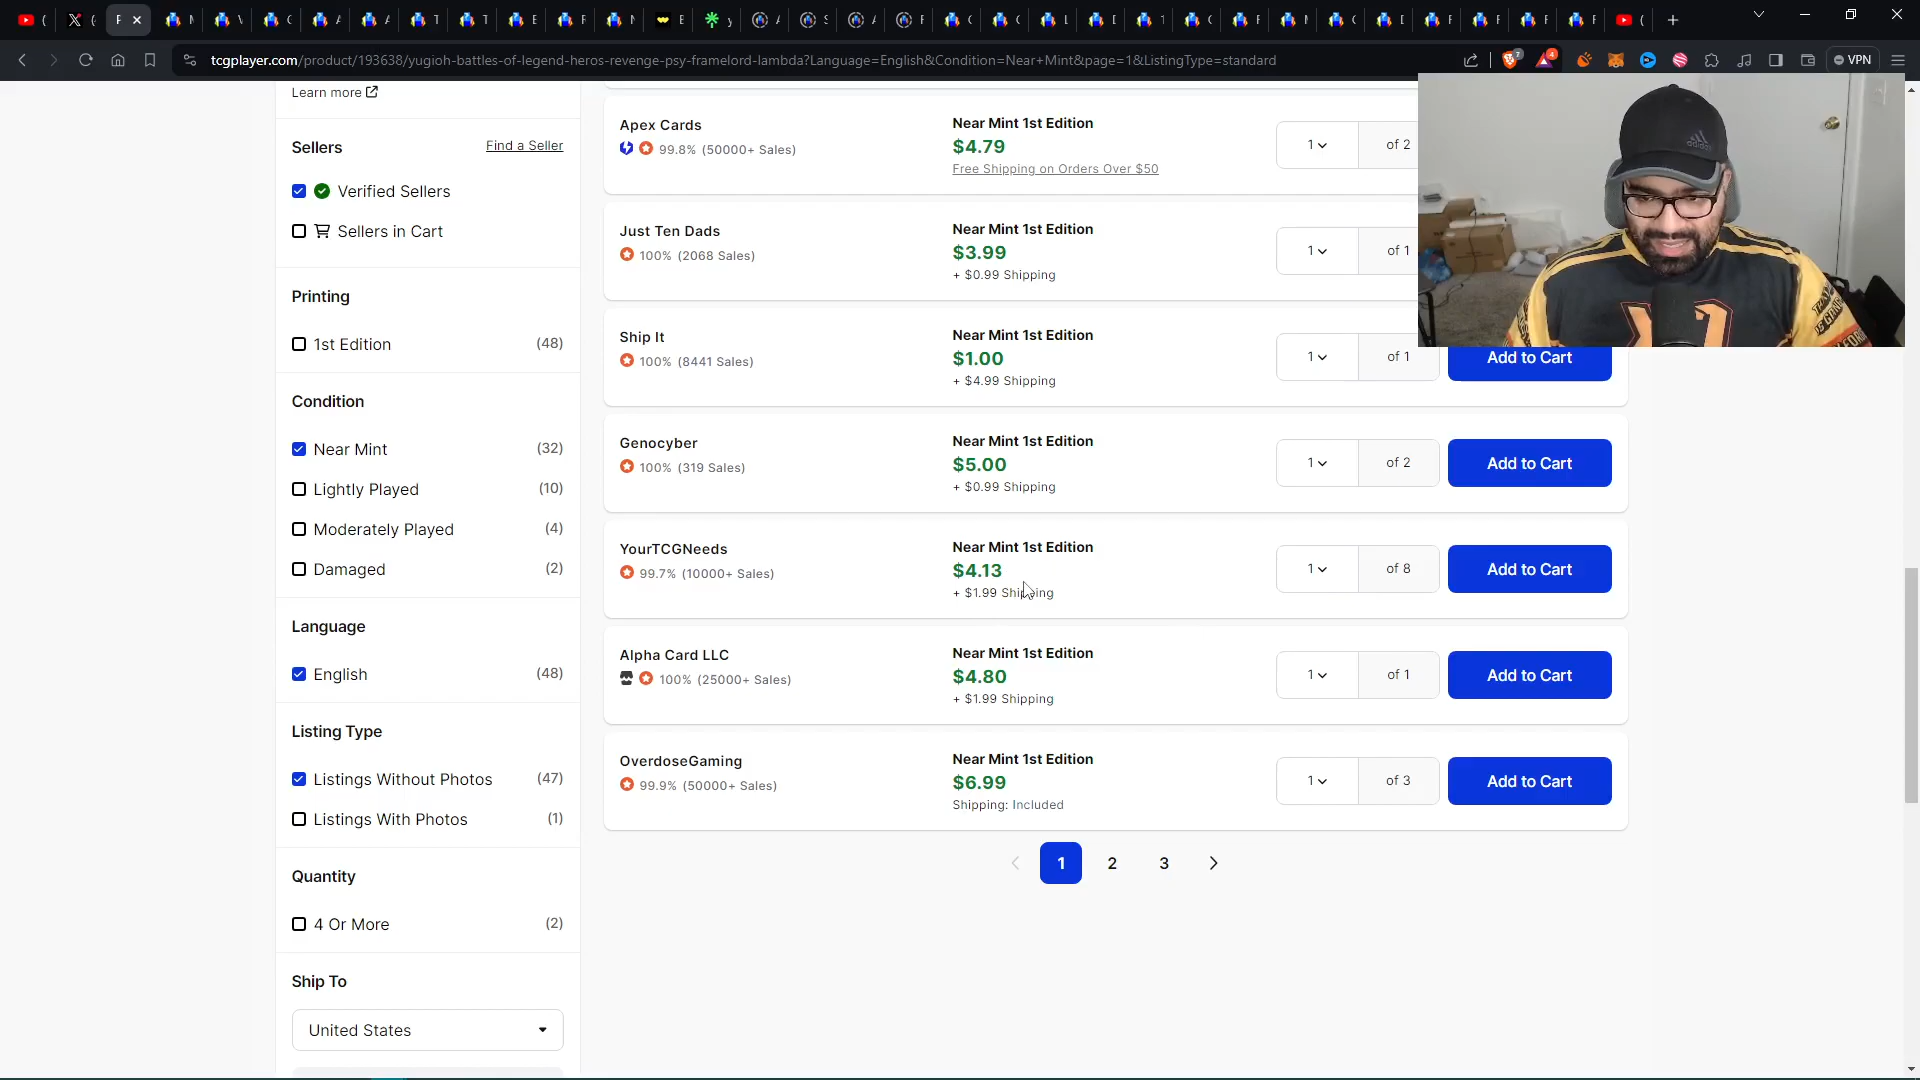 tcgplayer.com/product/193638/yugioh-battles-of-legend-heros-revenge-psy-framelord-lambda?Language=English&Condition=Near+Mint&page=1&ListingType=standard
VPN
Learn more
Sellers
Find a Seller
Verified Sellers
Sellers in Cart
Printing
1st Edition (48)
Condition
Near Mint (32)
Lightly Played (10)
Moderately Played (4)
Damaged (2)
Language
English (48)
Listing Type
Listings Without Photos (47)
Listings With Photos (1)
Quantity
4 Or More (2)
Ship To
United States
Apex Cards
99.8% (50000+ Sales)
Near Mint 1st Edition
$4.79
Free Shipping on Orders Over $50
1 of 2
Just Ten Dads
100% (2068 Sales)
Near Mint 1st Edition
$3.99
+ $0.99 Shipping
1 of 1
Ship It
100% (8441 Sales)
Near Mint 1st Edition
$1.00
+ $4.99 Shipping
1 of 1
Add to Cart
Genocyber
100% (319 Sales)
Near Mint 1st Edition
$5.00
+ $0.99 Shipping
1 of 2
Add to Cart
YourTCGNeeds
99.7% (10000+ Sales)
Near Mint 1st Edition
$4.13
+ $1.99 Shipping
1 of 8
Add to Cart
Alpha Card LLC
100% (25000+ Sales)
Near Mint 1st Edition
$4.80
+ $1.99 Shipping
1 of 1
Add to Cart
OverdoseGaming
99.9% (50000+ Sales)
Near Mint 1st Edition
$6.99
Shipping: Included
1 of 3
Add to Cart
1 2 3